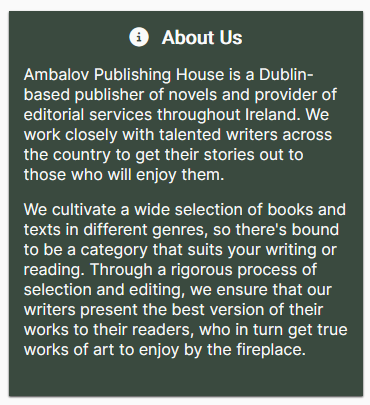 About Us
Ambalov Publishing House is a Dublin-
based publisher of novels and provider of
editorial services throughout Ireland. We
work closely with talented writers across
the country to get their stories out to
those who will enjoy them.
We cultivate a wide selection of books and
texts in different genres, so there's bound
to be a category that suits your writing or
reading. Through a rigorous process of
selection and editing, we ensure that our
writers present the best version of their
works to their readers, who in turn get true
works of art to enjoy by the fireplace.